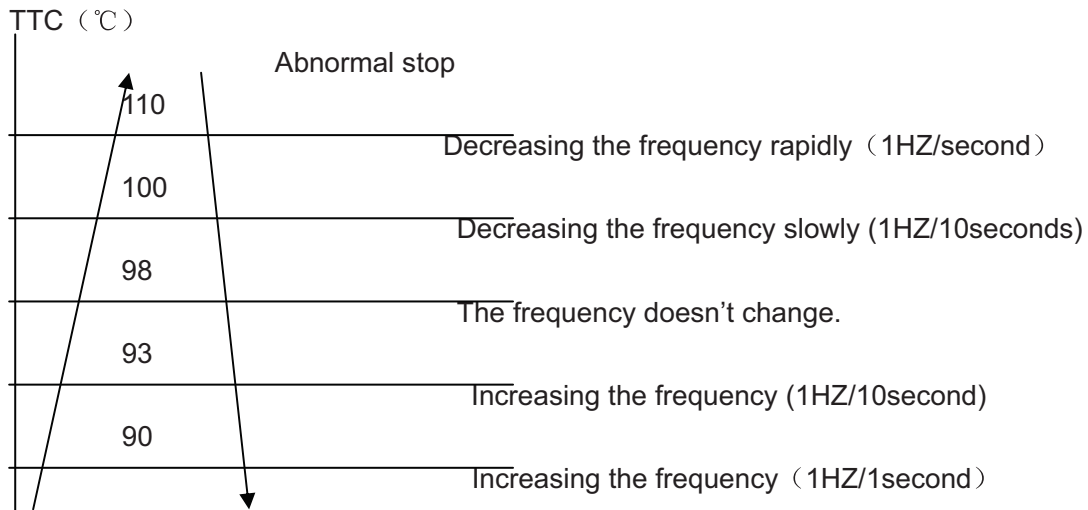 TTC（℃）
Abnormal stop
110
Decreasing the frequency rapidly（1HZ/second）
100
Decreasing the frequency slowly (1HZ/10seconds)
98
The frequency doesn’t change.
93
Increasing the frequency (1HZ/10second)
90
Increasing the frequency（1HZ/1second）